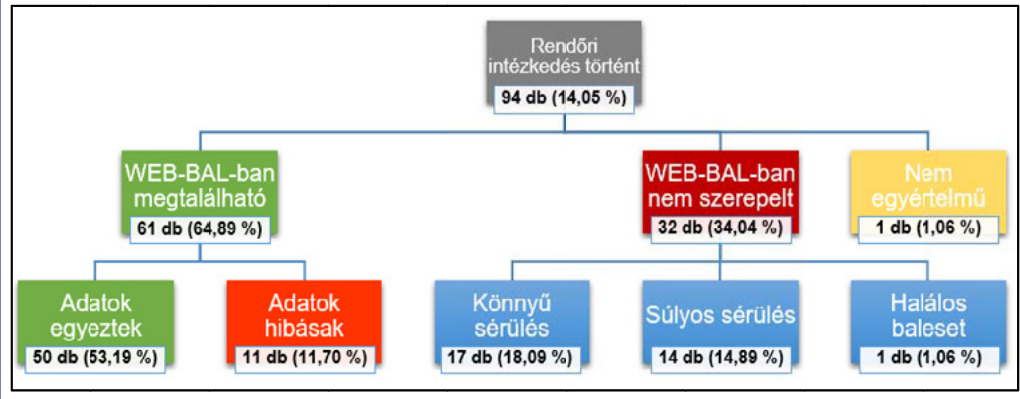 Rendőri
intézkedés történt
94 db (14,05 %)
WEB-BAL-ban
megtalálható
61 db (64,89 %)
WEB-BAL-ban
nem szerepelt
32 db (34,04 %)
Nem
egyértelmű
1 db (1,06 %)
Adatok
egyeztek
50 db (53,19 %)
Adatok
hibásak
11 db (11,70 %)
Könnyű
sérülés
17 db (18,09 %)
Súlyos sérülés
14 db (14,89 %)
Halálos
baleset
1 db (1,06 %)